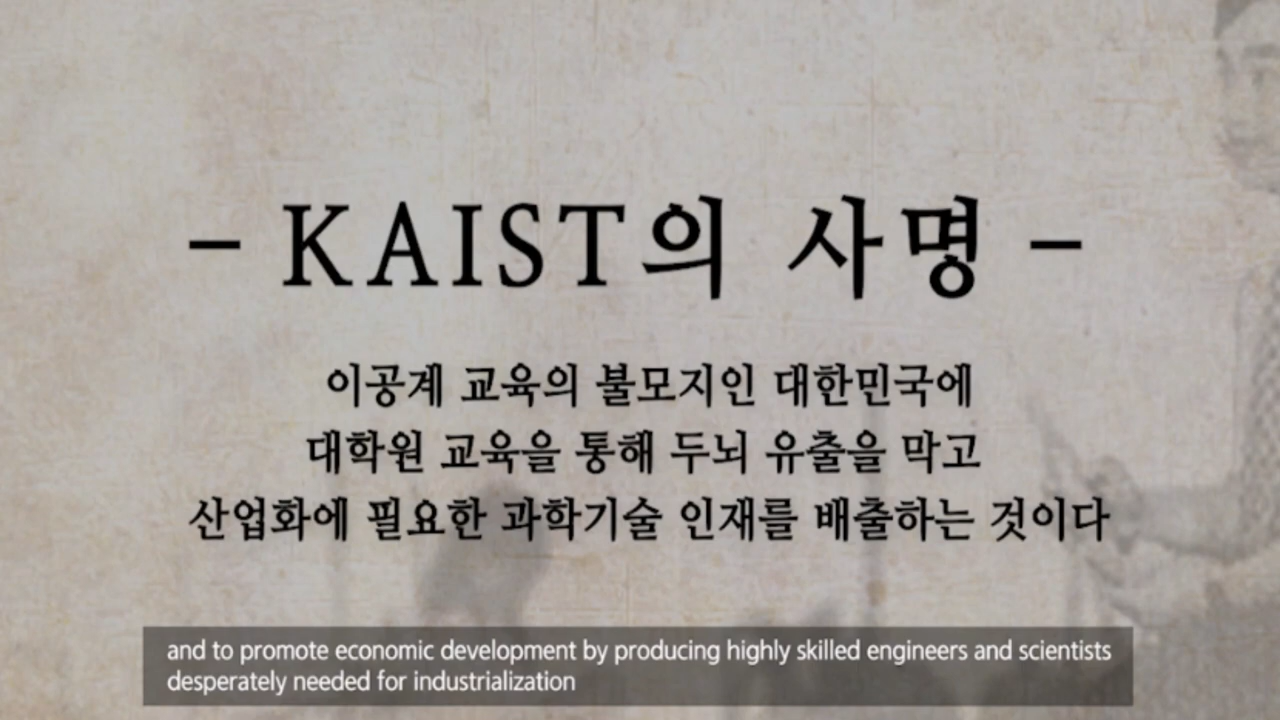 - KAIST의 사명 -
이공계 교육의 불모지인 대한민국에
대학원 교육을 통해 두뇌 유출을 막고
산업화에 필요한 과학기술 인재를 배출하는 것이다
and to promote economic development by producing highly skilled engineers and scientists
desperately needed for industrialization